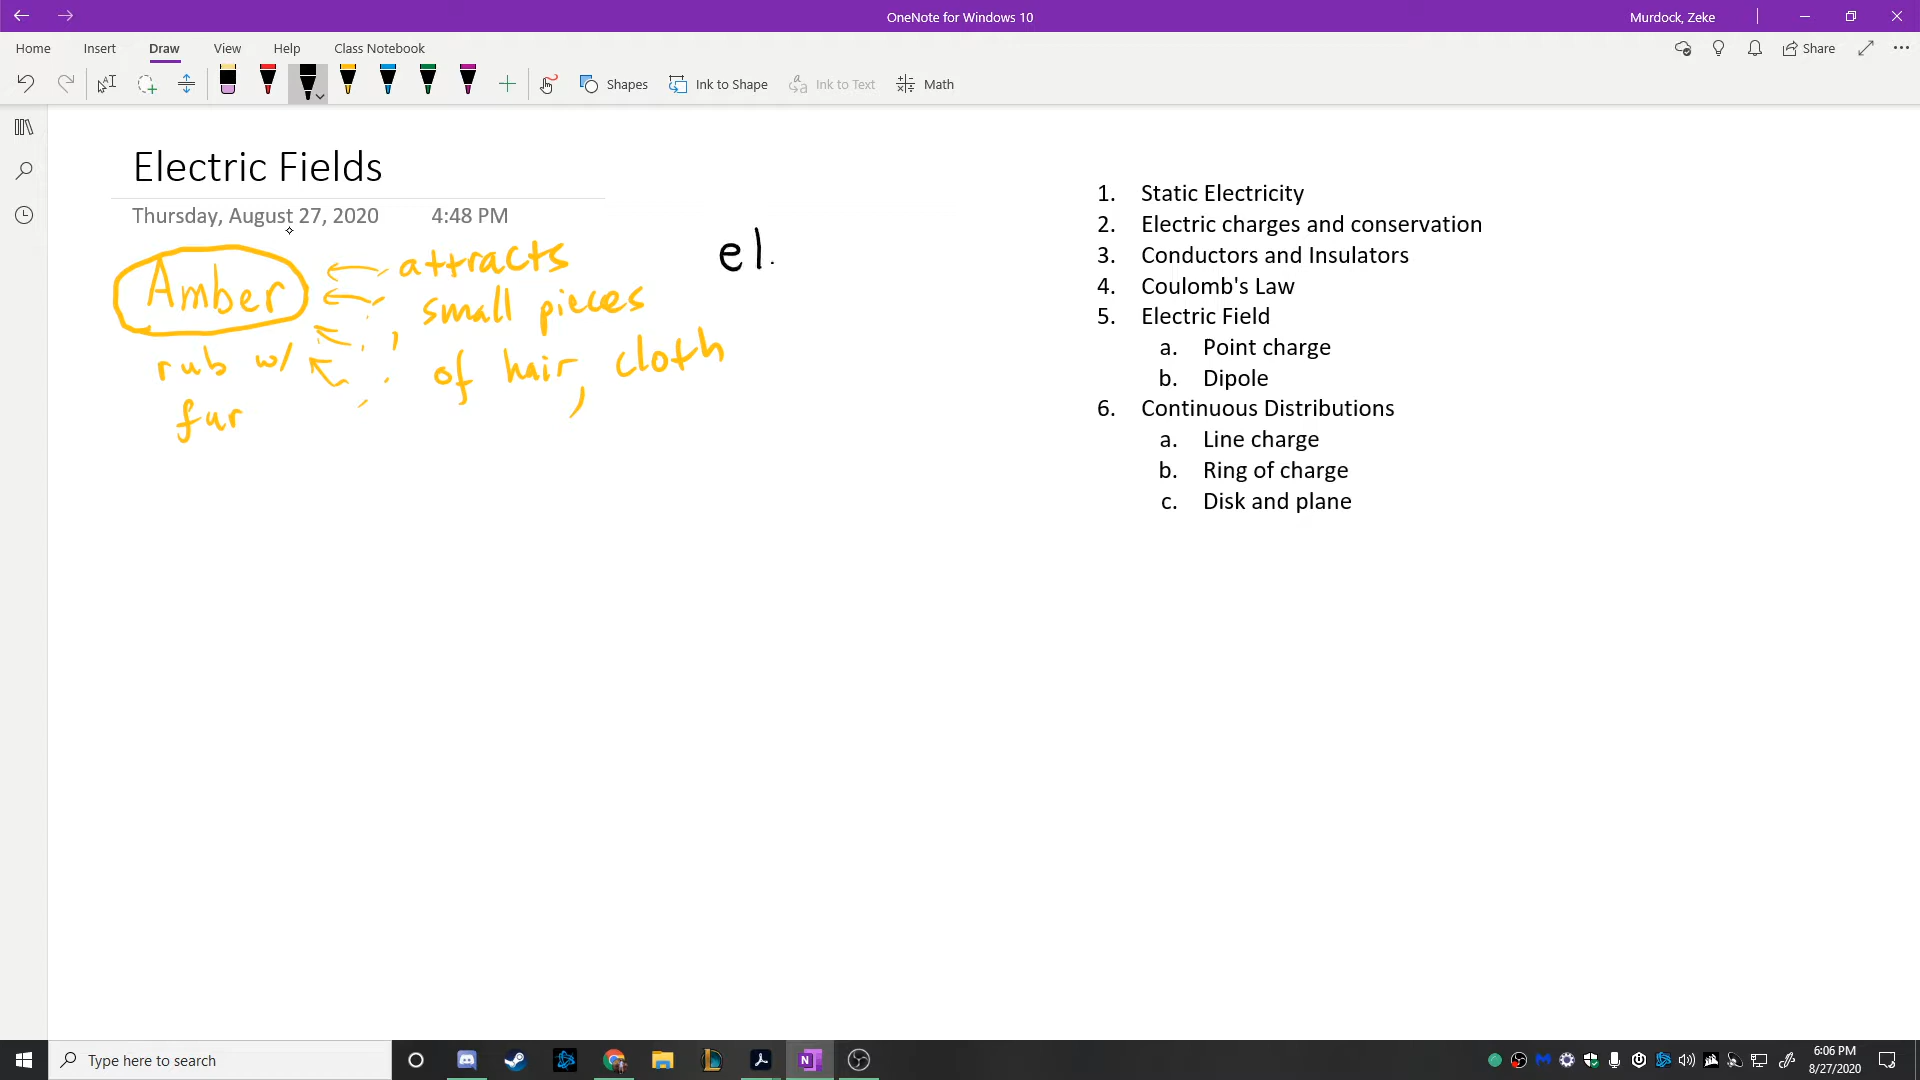 OneNote for Windows 10
Murdock, Zeke
Home Insert Draw View Help Class Notebook
Share
Shapes Ink to Shape Ink to Text Math
Electric Fields
Thursday, August 27, 2020 4:48 PM
Amber
rub w/
fur
attracts
small pieces
of hair, cloth
el
1. Static Electricity
2. Electric charges and conservation
3. Conductors and Insulators
4. Coulomb's Law
5. Electric Field
a. Point charge
b. Dipole
6. Continuous Distributions
a. Line charge
b. Ring of charge
c. Disk and plane
Type here to search
6:06 PM
8/27/2020